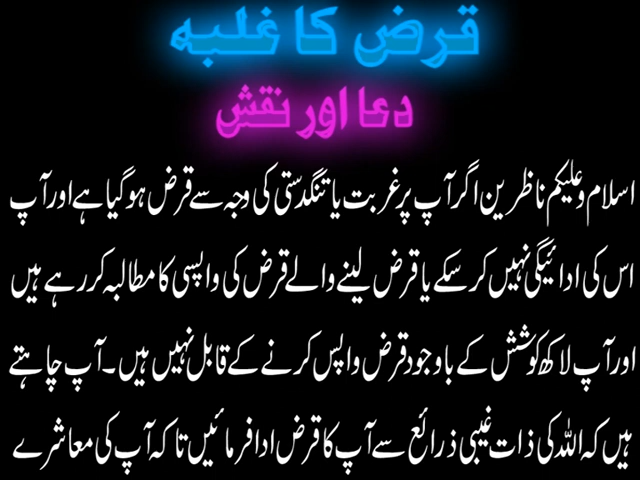 قرض کا غلبہ
دعا اور نقش
اسلام و علیکم ناظرین اگر آپ پر غربت یا تنگدستی کی وجہ سے قرض ہو گیا ہے اور آپ
اس کی ادائیگی نہیں کر سکے یا قرض لینے والے قرض کی واپسی کا مطالبہ کر رہے ہیں
اور آپ لاکھ کوشش کے باوجود قرض واپس کرنے کے قابل نہیں ہیں۔ آپ چاہتے
ہیں کہ اللہ کی ذات غیبی ذرائع سے آپ کا قرض ادا فرمائیں تاکہ آپ کی معاشرے